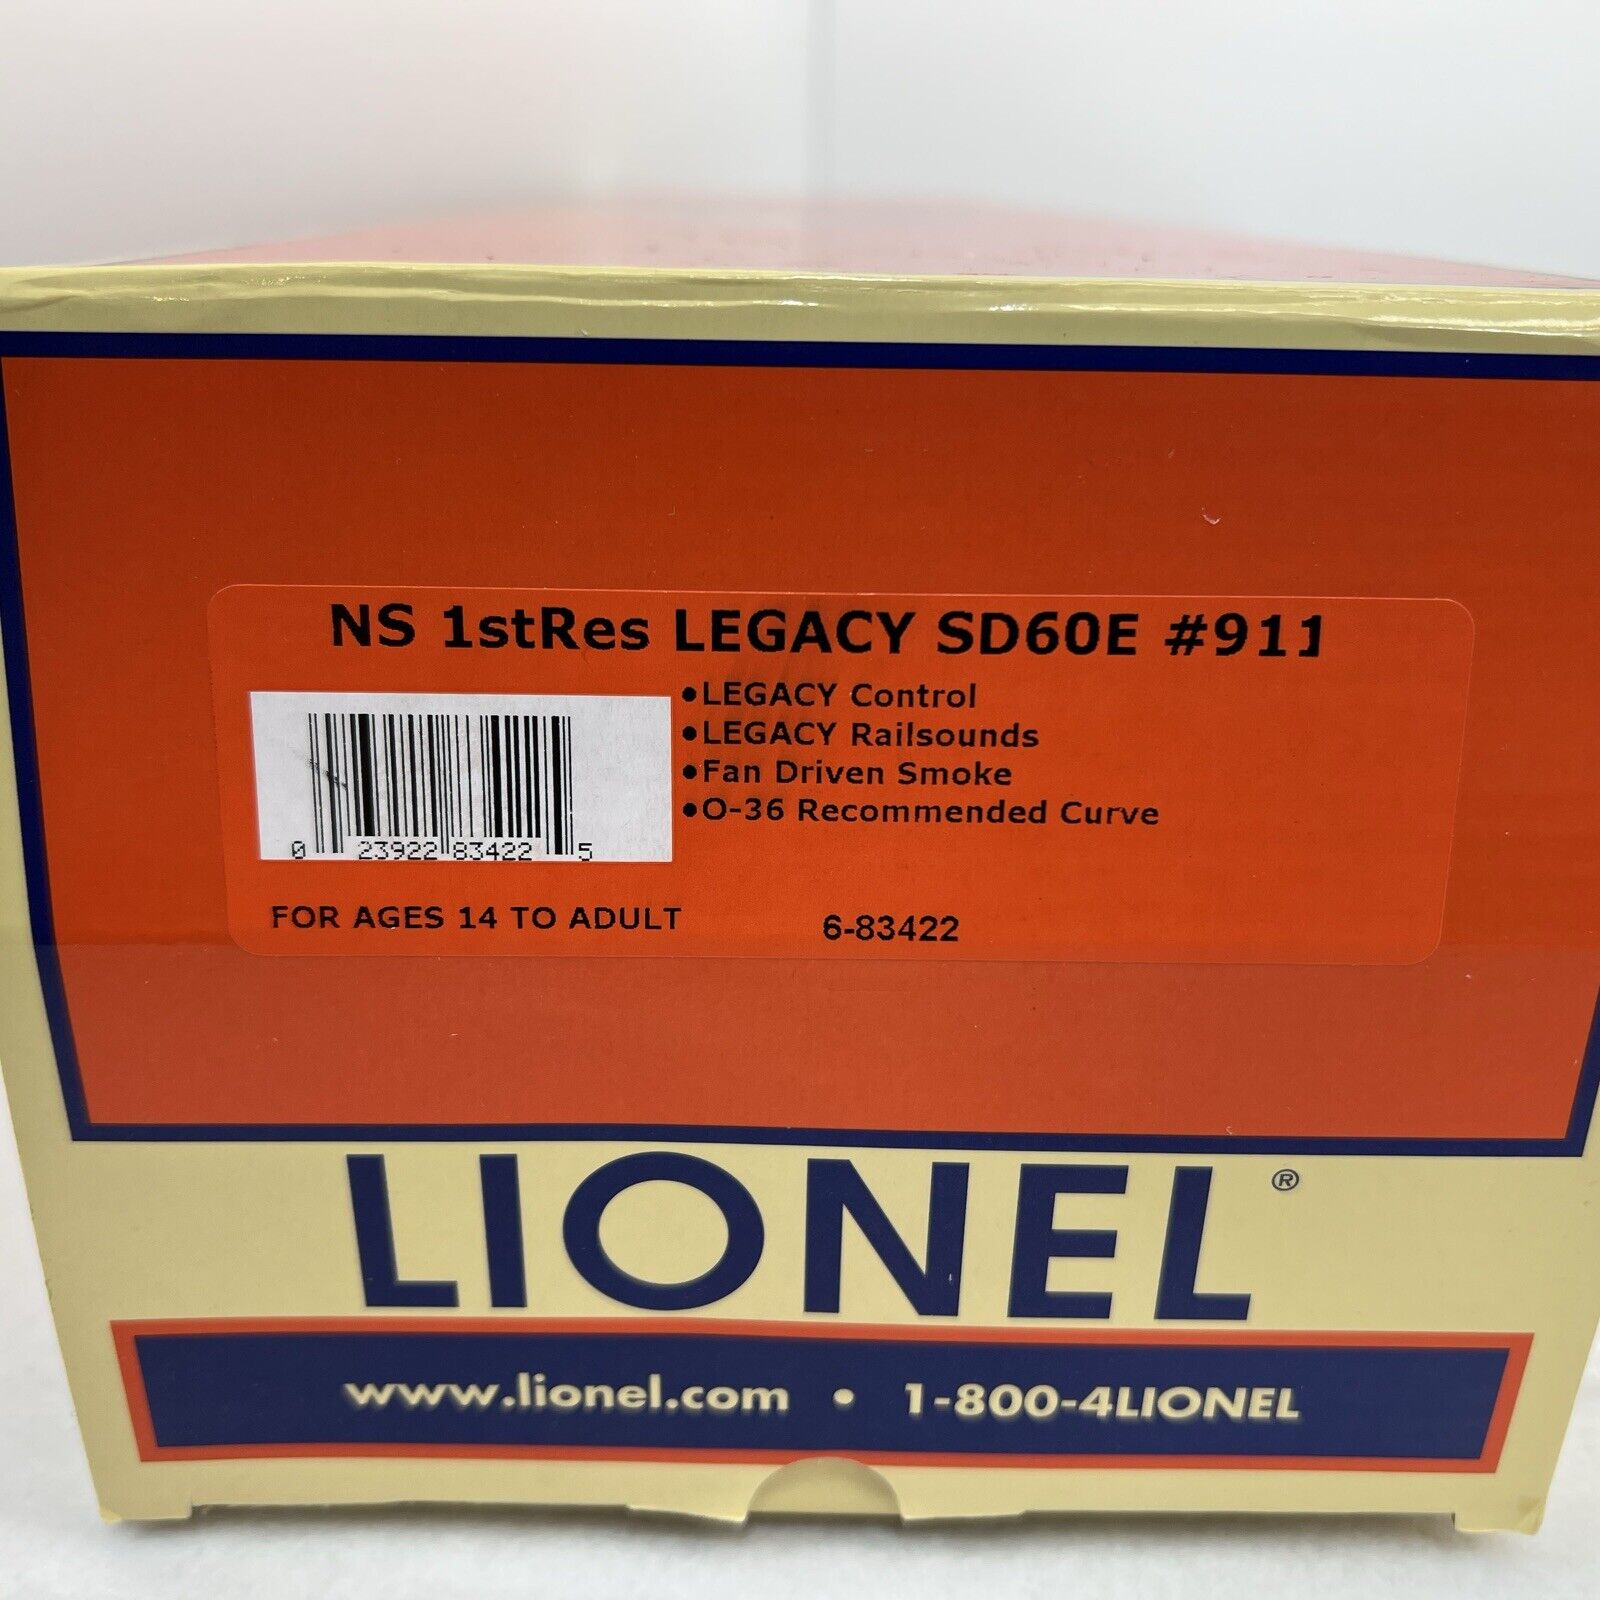 NS 1stRes LEGACY SD60E #911
•LEGACY Control
•LEGACY Railsounds
•Fan Driven Smoke
•O-36 Recommended Curve
0 23922 83422 5
FOR AGES 14 TO ADULT 6-83422
LIONEL®
www.lionel.com • 1-800-4LIONEL